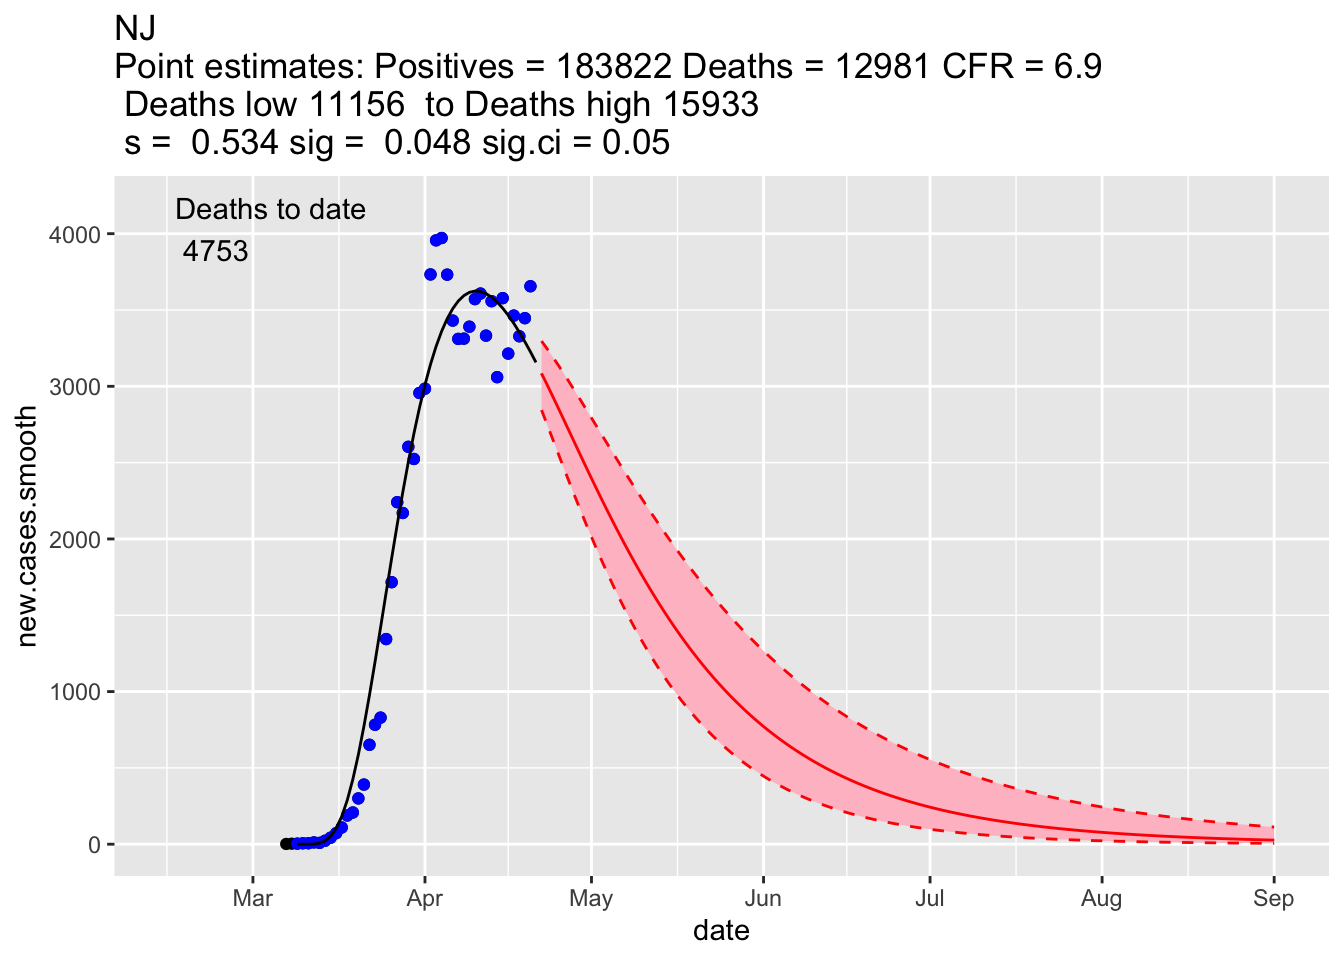 NJ
Point estimates: Positives = 183822 Deaths = 12981 CFR = 6.9
Deaths low 11156  to Deaths high 15933
s =  0.534 sig =  0.048 sig.ci = 0.05
Deaths to date
4753
4000
3000
2000
1000
0
new.cases.smooth
Mar Apr May Jun Jul Aug Sep
date